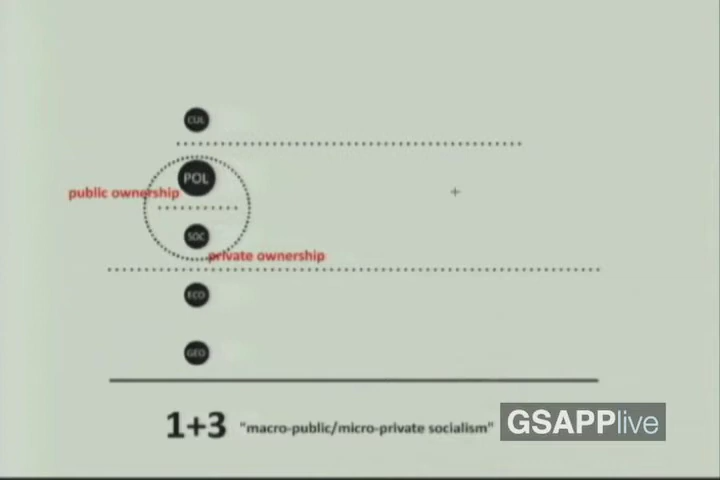 CUL
POL
public ownership
SOC
private ownership
ECO
GEO
1+3 "macro-public/micro-private socialism"
GSAPPlive